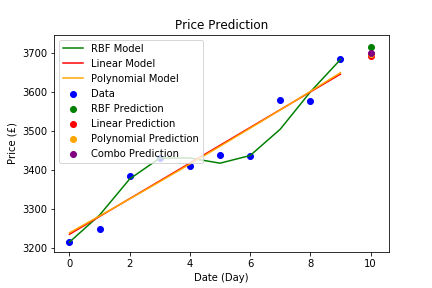 Price Prediction
3700
3600
3500
3400
3300
3200
Price (£)
RBF Model
Linear Model
Polynomial Model
Data
RBF Prediction
Linear Prediction
Polynomial Prediction
Combo Prediction
0 2 4 6 8 10
Date (Day)